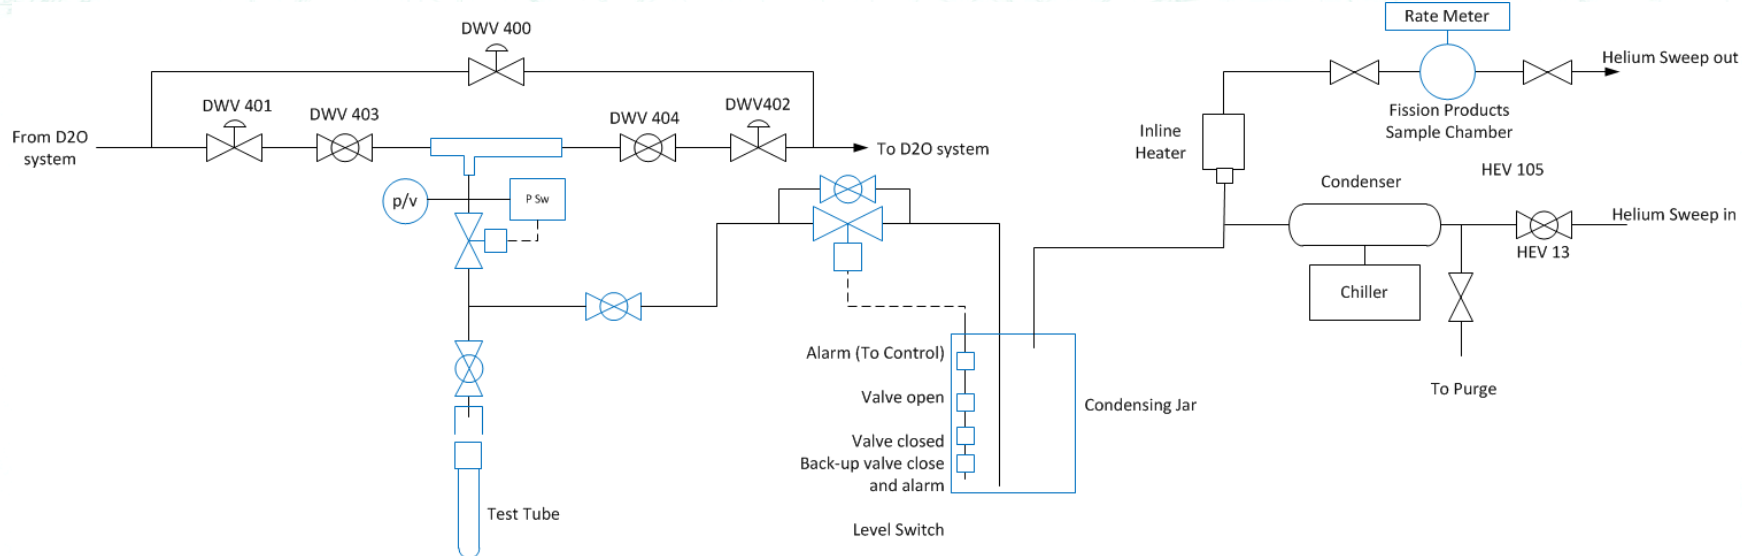 DWV 400
Rate Meter
Helium Sweep out
DWV 401
DWV 403
DWV 404
DWV402
Fission Products
Sample Chamber
From D2O
system
To D2O system
Inline
Heater
HEV 105
Condenser
p/v
P Sw
Helium Sweep in
HEV 13
Chiller
Alarm (To Control)
Valve open
Condensing Jar
To Purge
Valve closed
Back-up valve close
and alarm
Test Tube
Level Switch